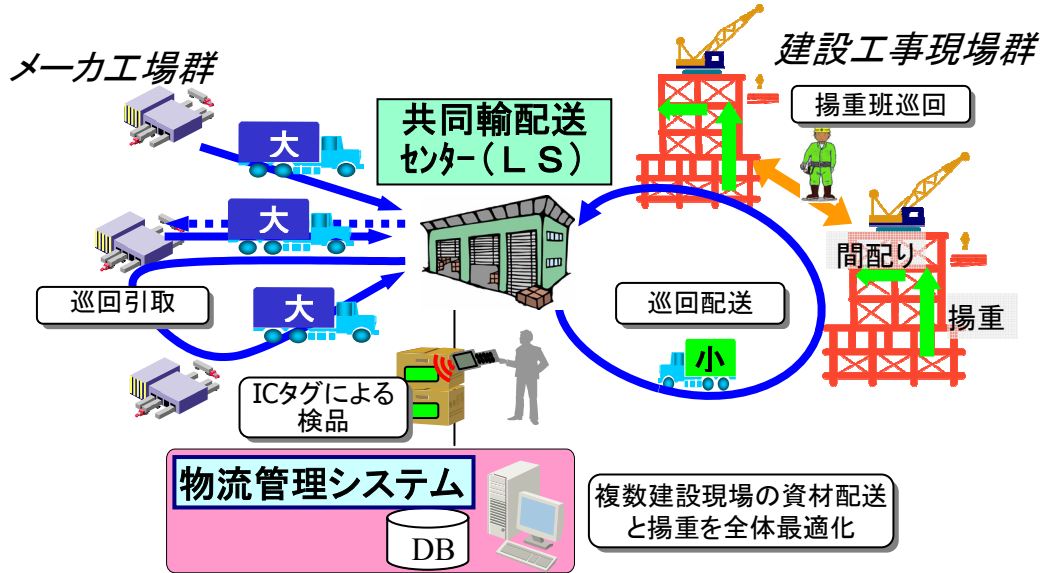 メーカ工場群
建設工事現場群
共同輸配送
センター(LS)
揚重班巡回
大
大
大
間配り
巡回引取
巡回配送
揚重
小
ICタグによる
検品
物流管理システム
DB
複数建設現場の資材配送
と揚重を全体最適化